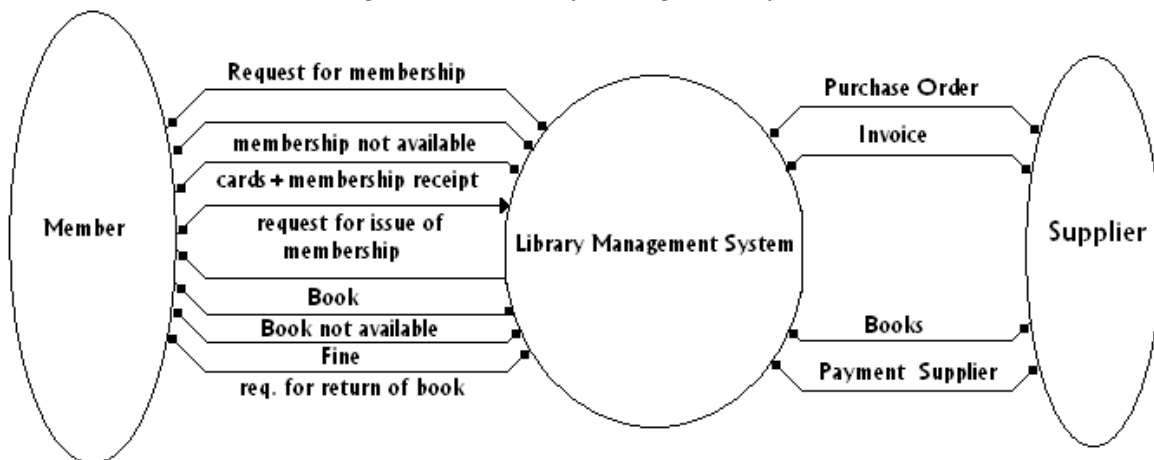 Request for membership
membership not available
cards+membership receipt
request for issue of
membership
Book
Book not available
Fine
req. for return of book
Member
Library Management System
Purchase Order
Invoice
Books
Payment Supplier
Supplier